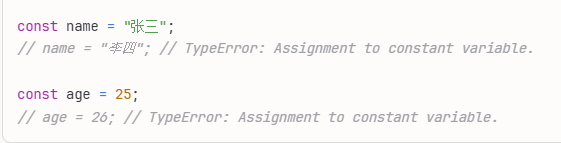 const name = "张三";
// name = "李四"; // TypeError: Assignment to constant variable.
const age = 25;
// age = 26; // TypeError: Assignment to constant variable.